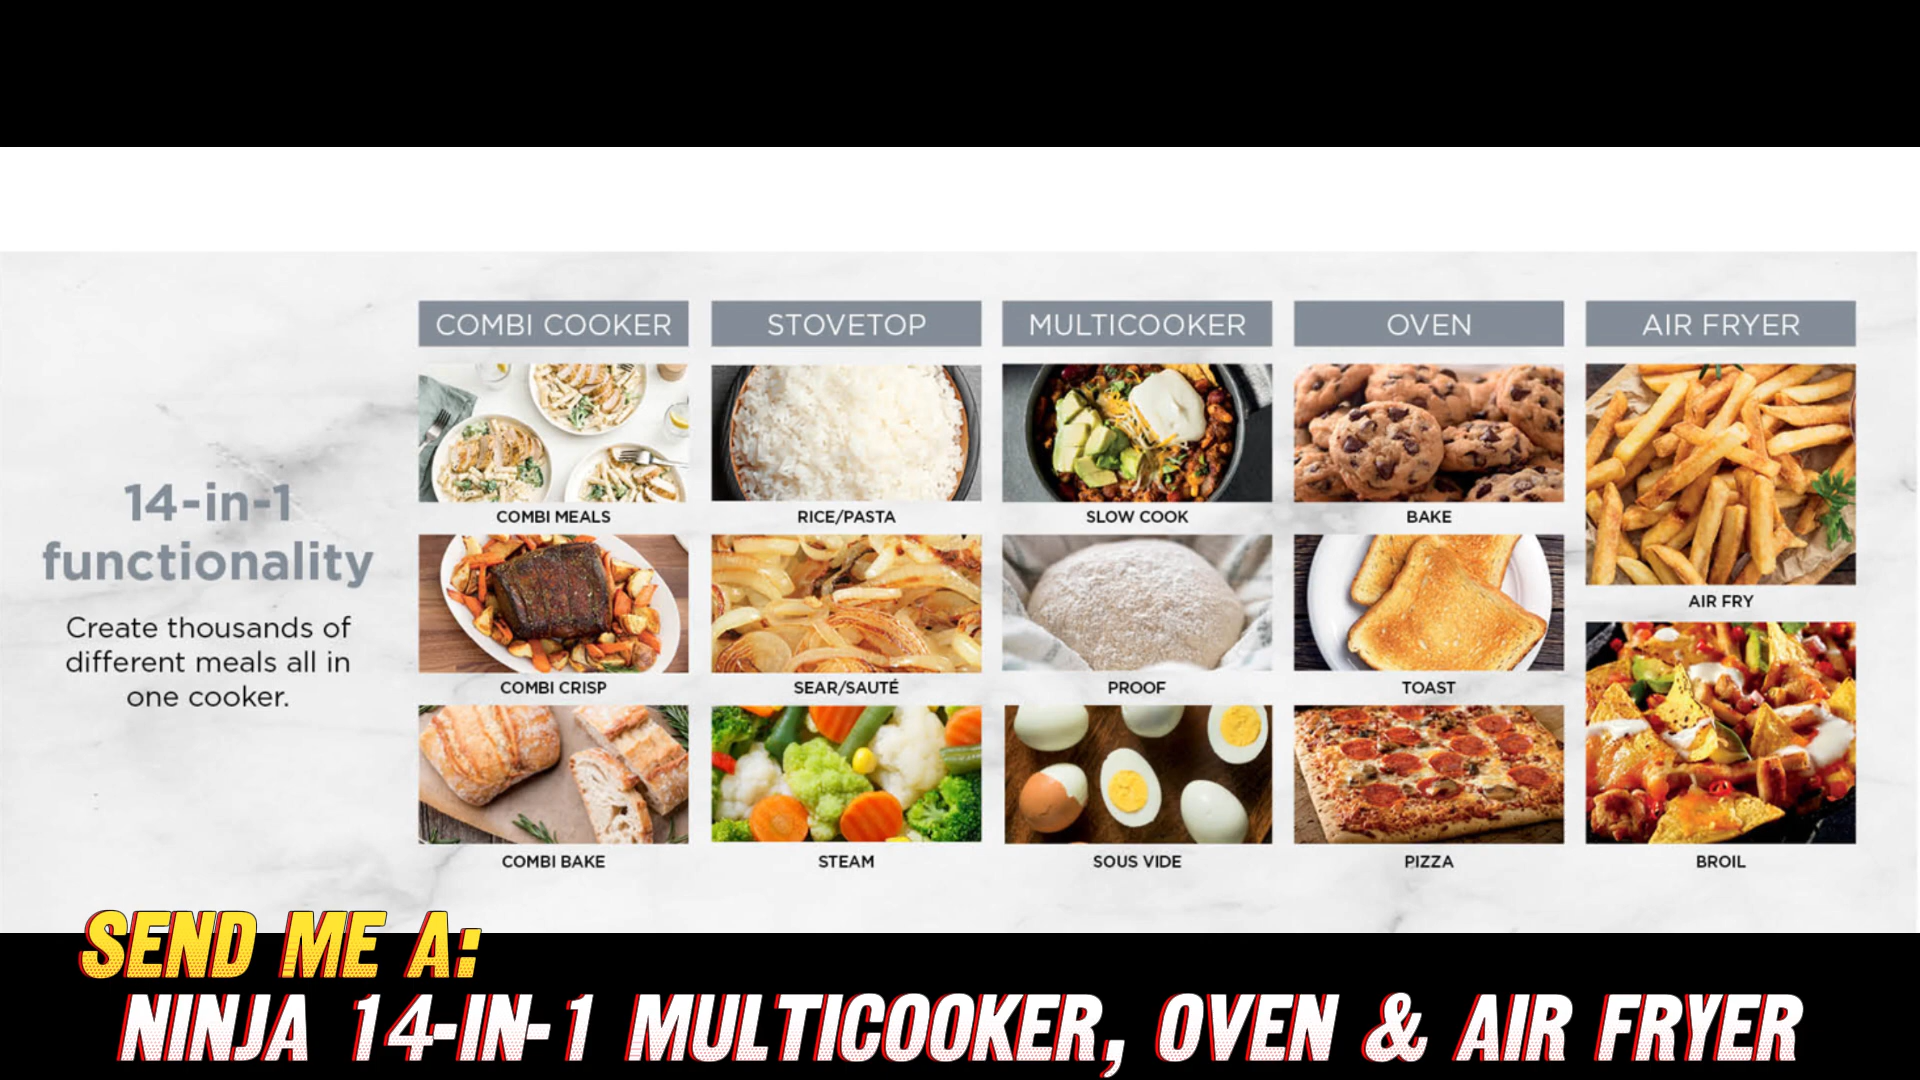 14-in-1
functionality
Create thousands of
different meals all in
one cooker.
COMBI COOKER
STOVETOP
MULTICOOKER
OVEN
AIR FRYER
COMBI MEALS
RICE/PASTA
SLOW COOK
BAKE
AIR FRY
COMBI CRISP
SEAR/SAUTÉ
PROOF
TOAST
COMBI BAKE
STEAM
SOUS VIDE
PIZZA
BROIL
SEND ME A:
NINJA 14-IN-1 MULTICOOKER, OVEN & AIR FRYER